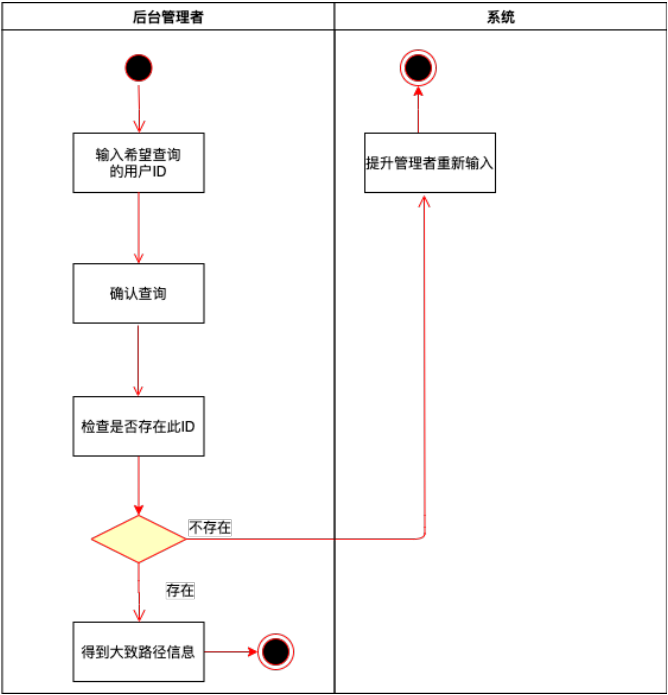 后台管理者
系统
输入希望查询
的用户ID
提升管理者重新输入
确认查询
检查是否存在此ID
不存在
存在
得到大致路径信息